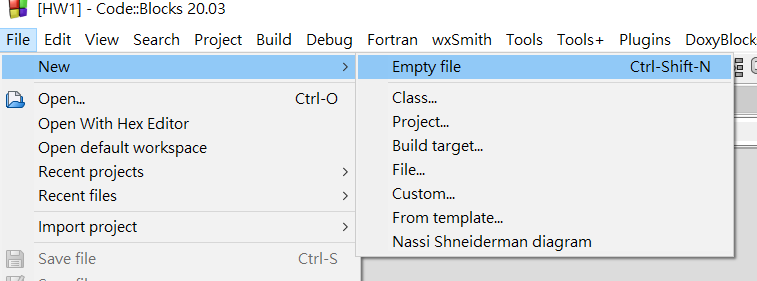 [HW1] - Code::Blocks 20.03
File Edit View Search Project Build Debug Fortran wxSmith Tools Tools+ Plugins DoxyBlock
New
Empty file Ctrl-Shift-N
Open... Ctrl-O
Class...
Open With Hex Editor
Project...
Open default workspace
Build target...
Recent projects
File...
Recent files
Custom...
From template...
Import project
Nassi Shneiderman diagram
Save file Ctrl-S